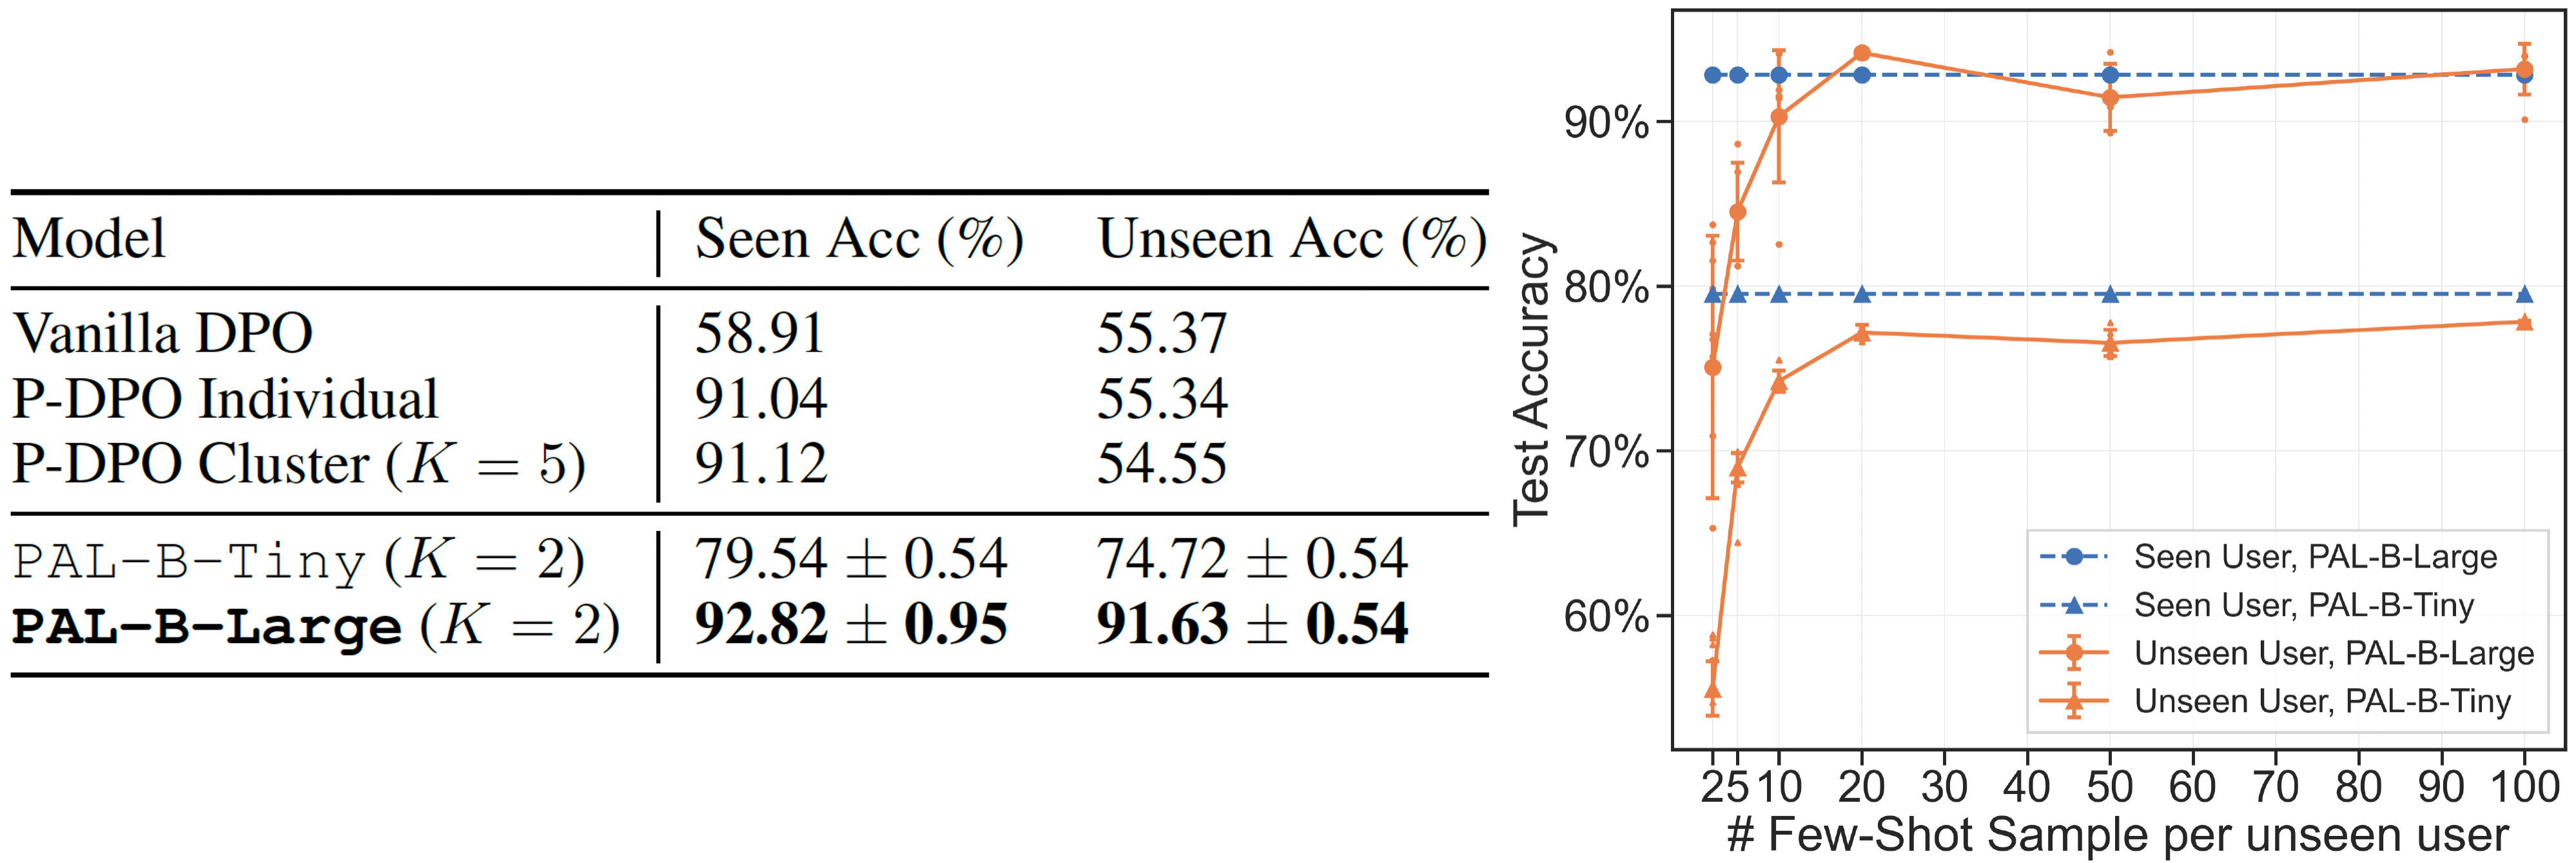 Model Seen Acc (%) Unseen Acc (%)
Vanilla DPO 58.91 55.37
P-DPO Individual 91.04 55.34
P-DPO Cluster (K = 5) 91.12 54.55
PAL-B-Tiny (K = 2) 79.54 ± 0.54 74.72 ± 0.54
PAL-B-Large (K = 2) 92.82 ± 0.95 91.63 ± 0.54
Test Accuracy
90%
80%
70%
60%
Seen User, PAL-B-Large
Seen User, PAL-B-Tiny
Unseen User, PAL-B-Large
Unseen User, PAL-B-Tiny
2 5 10 20 30 40 50 60 70 80 90 100
# Few-Shot Sample per unseen user